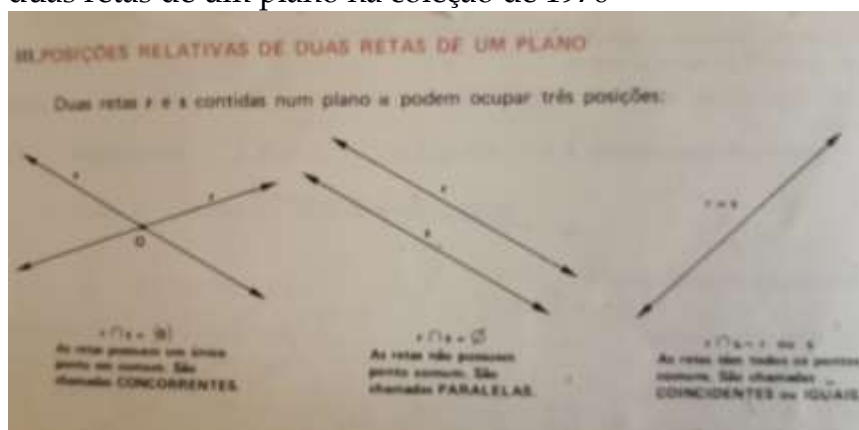 duas retas de um plano na coleção de 1970
III. POSIÇÕES RELATIVAS DE DUAS RETAS DE UM PLANO
Duas retas r e s contidas num plano α podem ocupar três posições:
r
s
r
s
r = s
O
r ∩ s = {O}
As retas possuem um único
ponto em comum. São
chamadas CONCORRENTES.
r ∩ s = ∅
As retas não possuem
ponto comum. São
chamadas PARALELAS.
r ∩ s = r ou s
As retas têm todos os pontos
comuns. São chamadas
COINCIDENTES ou IGUAIS